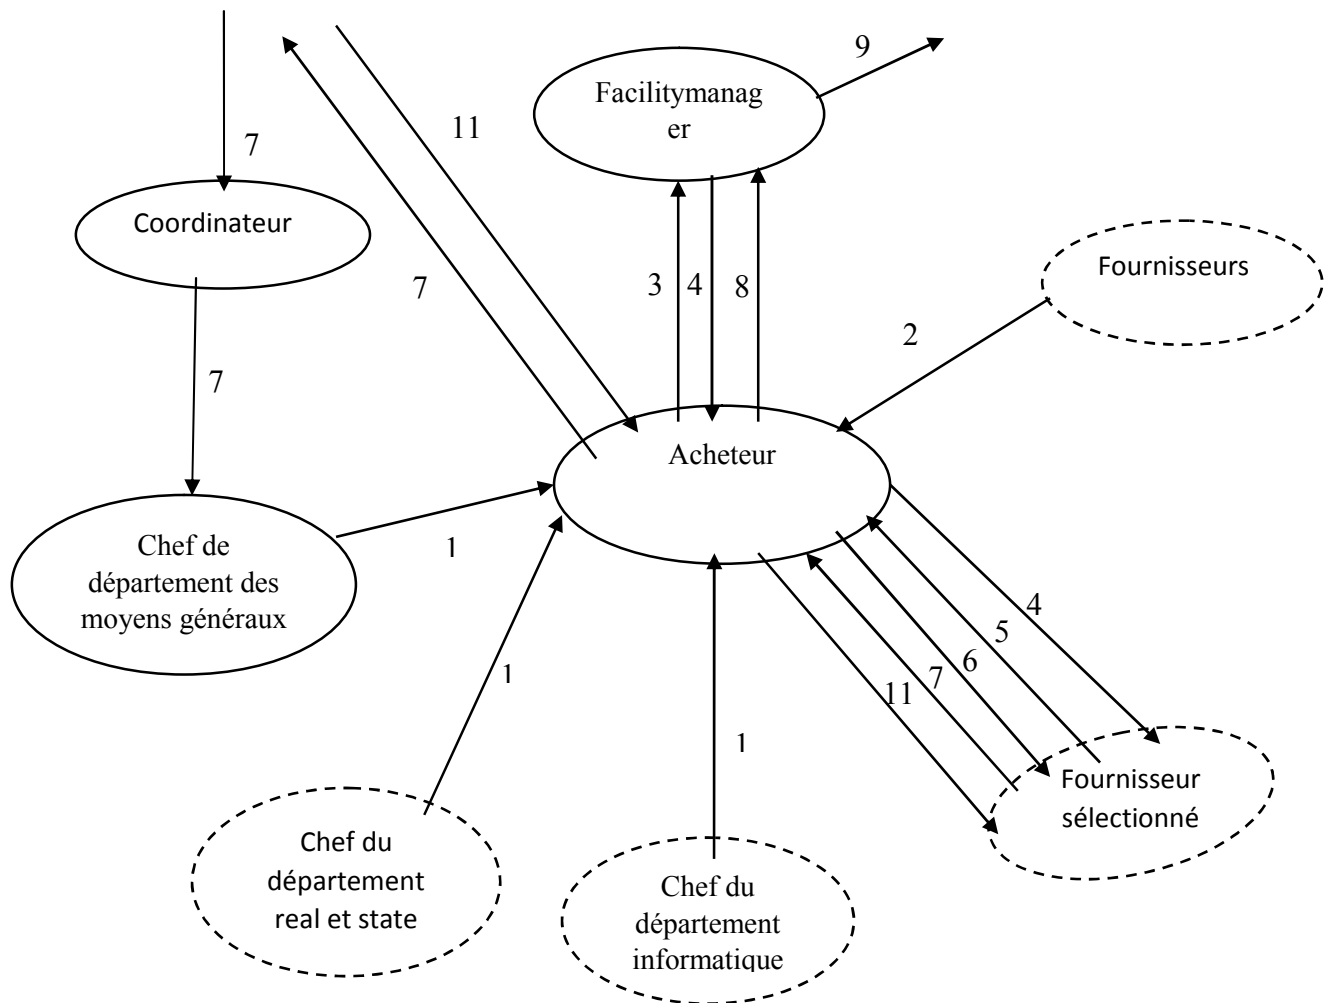 9
Facilitymanag
er
11
7
Coordinateur
Fournisseurs
7
3
4
8
2
7
Acheteur
Chef de
département des
moyens généraux
1
4
5
6
7
11
1
1
Fournisseur
sélectionné
Chef du
département
real et state
Chef du
département
informatique